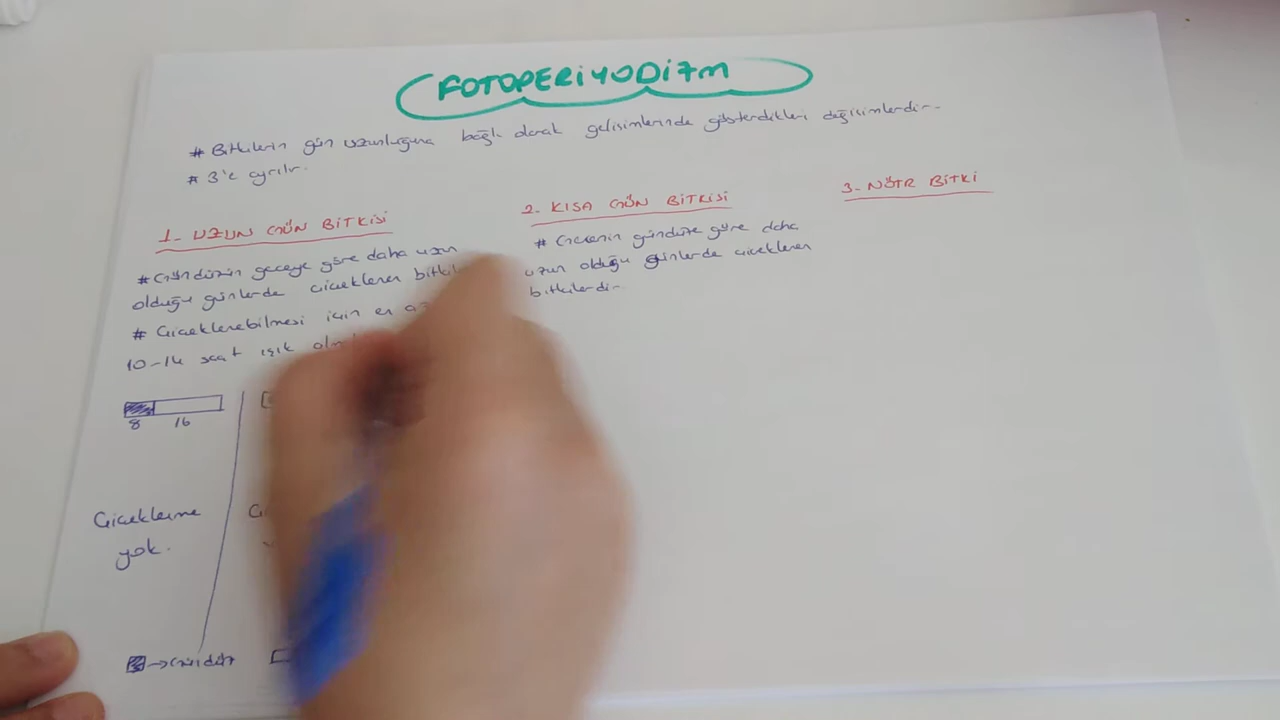 FOTOPERİYODİZM
# Bitkilerin gün uzunluğuna bağlı olarak gelişimlerinde gösterdikleri değişimlerdir.
# 3'e ayrılır.
1- UZUN GÜN BİTKİSİ
# Gündüzün geceye göre daha uzun
olduğu günlerde çiçeklenen
# Çiçeklenebilmesi için en
10-14 saat ışık
8 16
Çiçeklenme
yok.
→Gündüz
2- KISA GÜN BİTKİSİ
# Gecenin gündüze göre daha
uzun olduğu günlerde çiçeklenen
bitkilerdir.
3- NÖTR BİTKİ